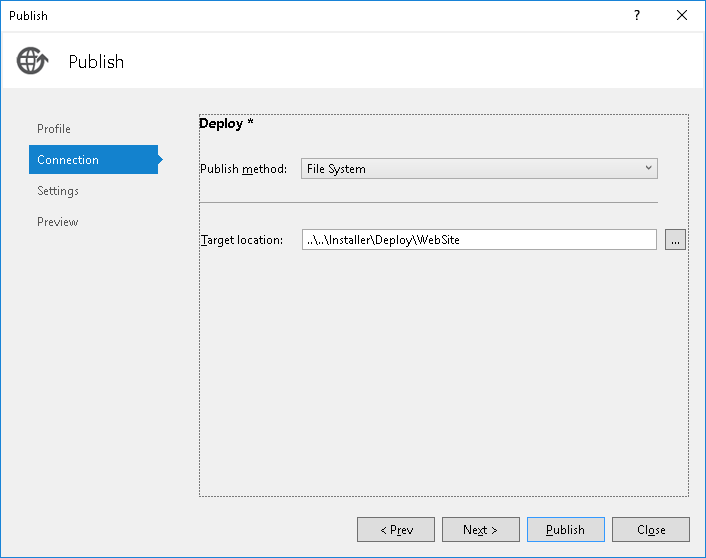 Publish
?
Publish
Profile
Connection
Settings
Preview
Deploy *
Publish method: File System
Target location: ..\..\Installer\Deploy\WebSite ...
< Prev Next > Publish Close